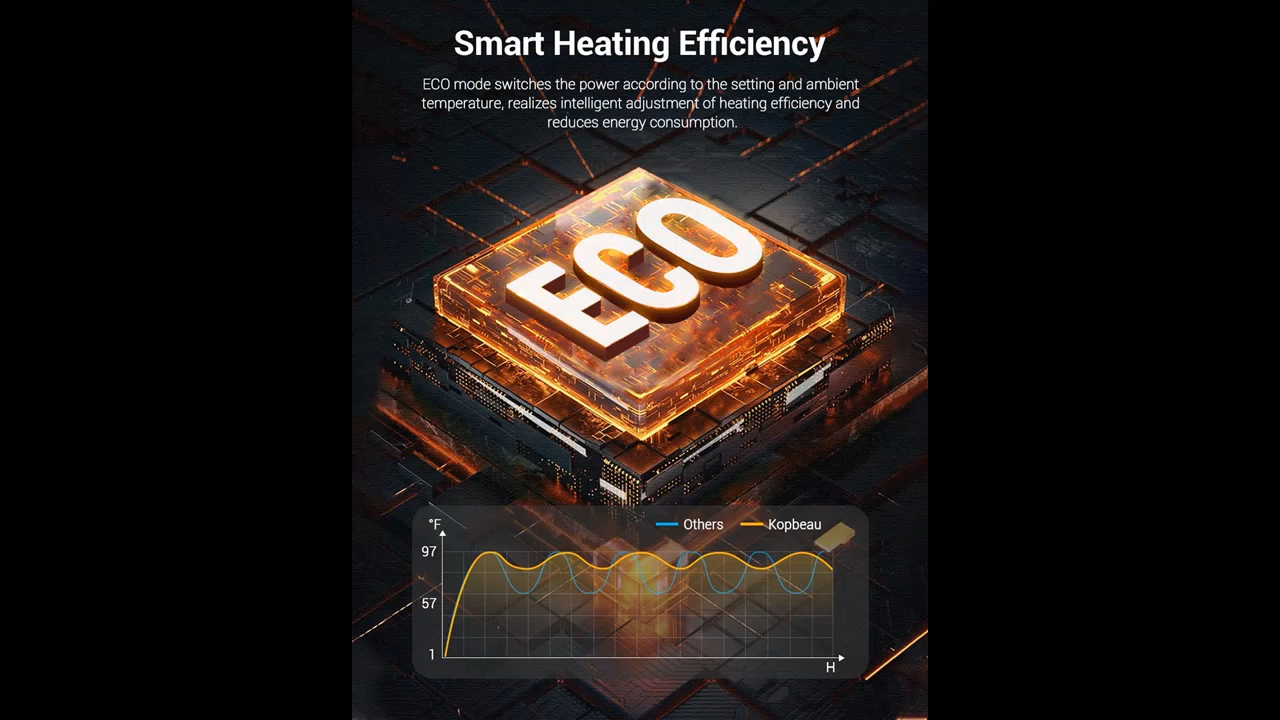 Smart Heating Efficiency
ECO mode switches the power according to the setting and ambient
temperature, realizes intelligent adjustment of heating efficiency and
reduces energy consumption.
ECO
°F
Others
Kopbeau
97
57
1
H